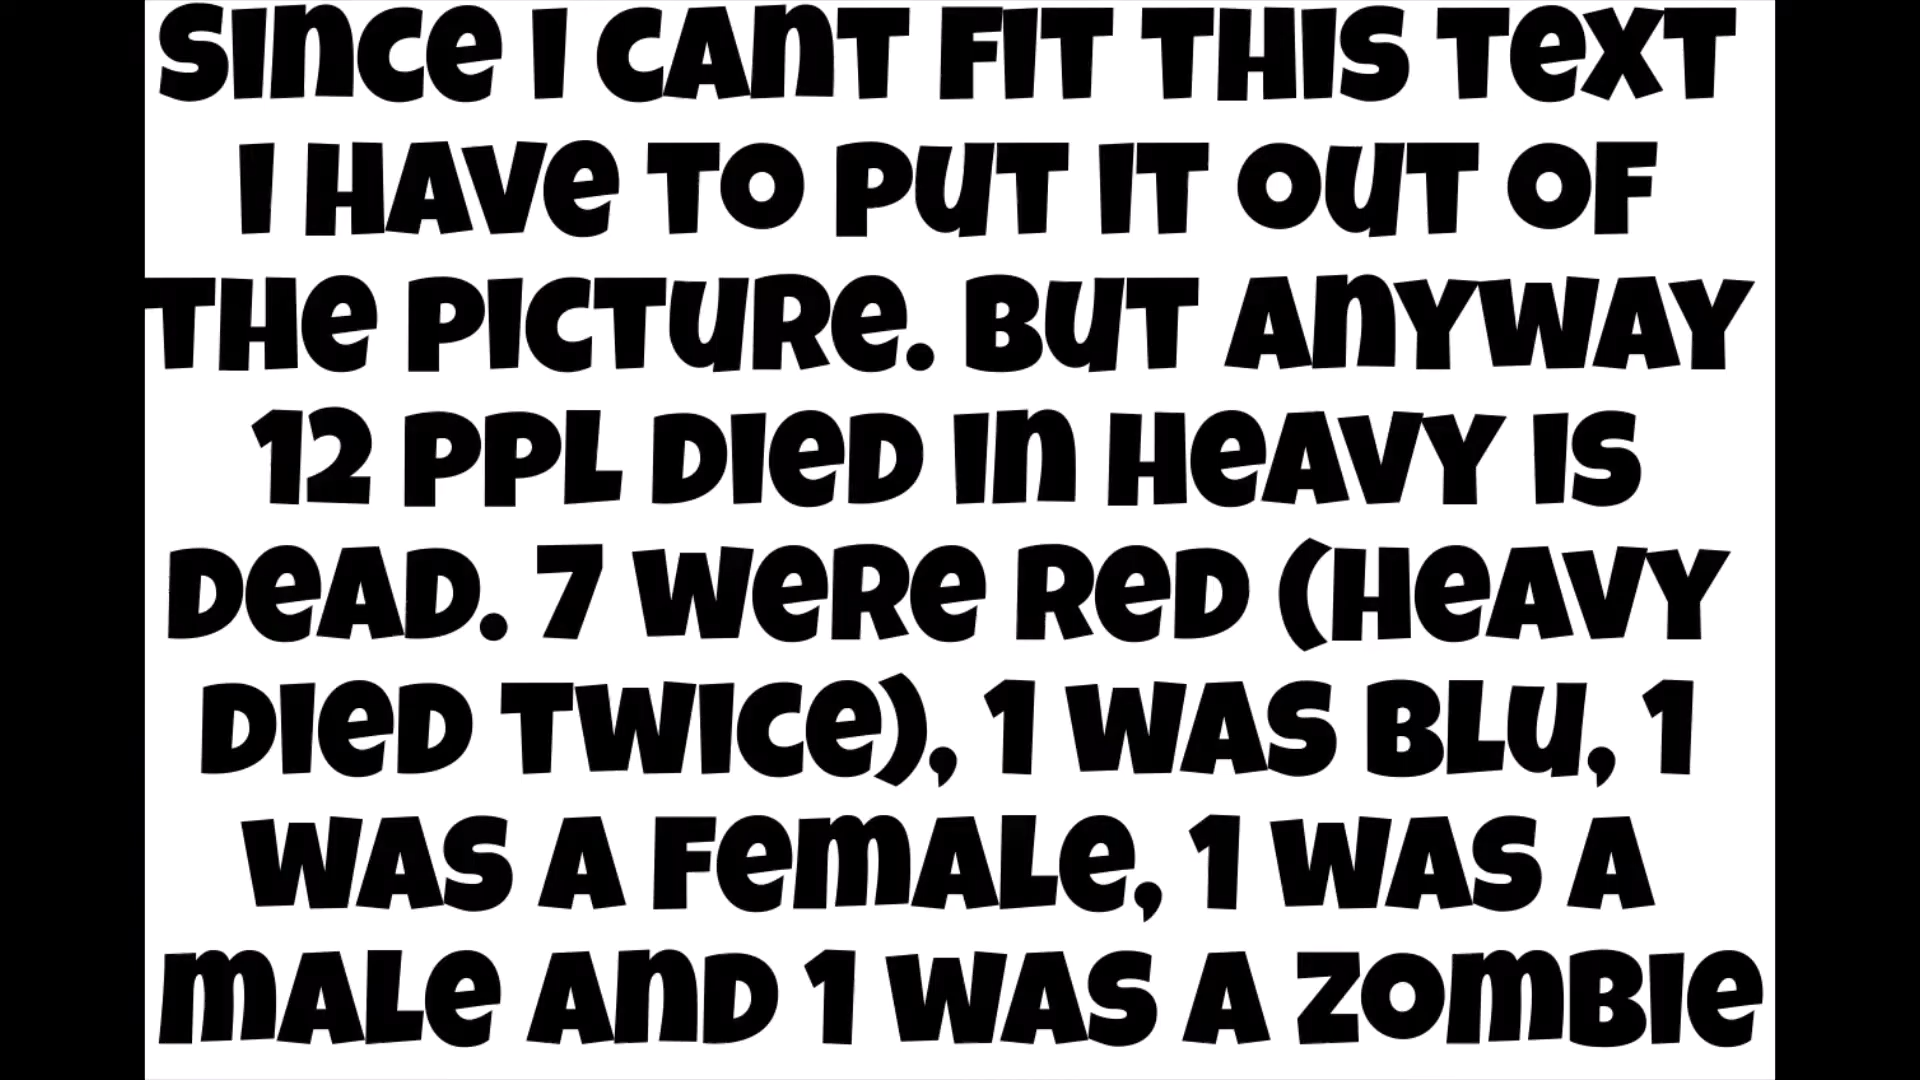 Since I cant fit this text
I have to put it out of
the picture. But anyway
12 ppl died in Heavy is
Dead. 7 were RED (Heavy
died twice), 1 was BLU, 1
was a female, 1 was a
male and 1 was a zombie